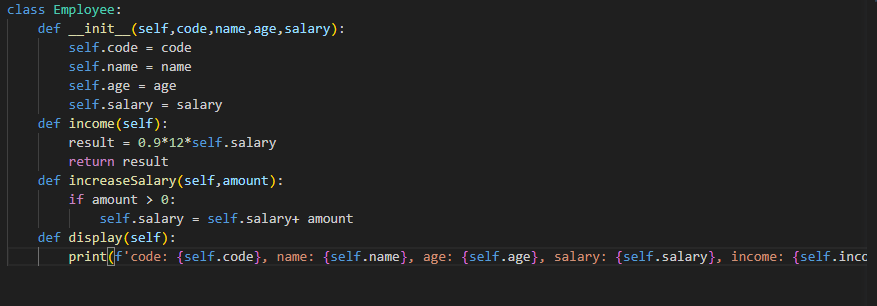 class Employee:
    def __init__(self,code,name,age,salary):
        self.code = code
        self.name = name
        self.age = age
        self.salary = salary
    def income(self):
        result = 0.9*12*self.salary
        return result
    def increaseSalary(self,amount):
        if amount > 0:
            self.salary = self.salary+ amount
    def display(self):
        print(f'code: {self.code}, name: {self.name}, age: {self.age}, salary: {self.salary}, income: {self.inco